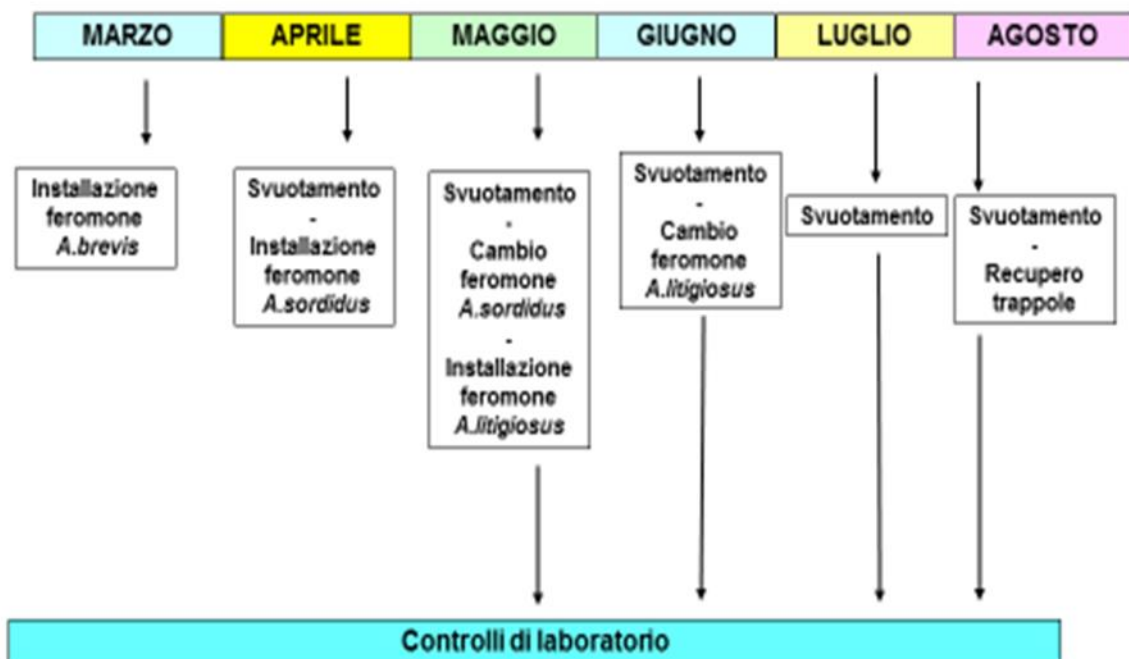 MARZO APRILE MAGGIO GIUGNO LUGLIO AGOSTO
Installazione
feromone
A.brevis
Svuotamento
-
Installazione
feromone
A.sordidus
Svuotamento
-
Cambio
feromone
A.sordidus
-
Installazione
feromone
A.litigiosus
Svuotamento
-
Cambio
feromone
A.litigiosus
Svuotamento
Svuotamento
-
Recupero
trappole
Controlli di laboratorio